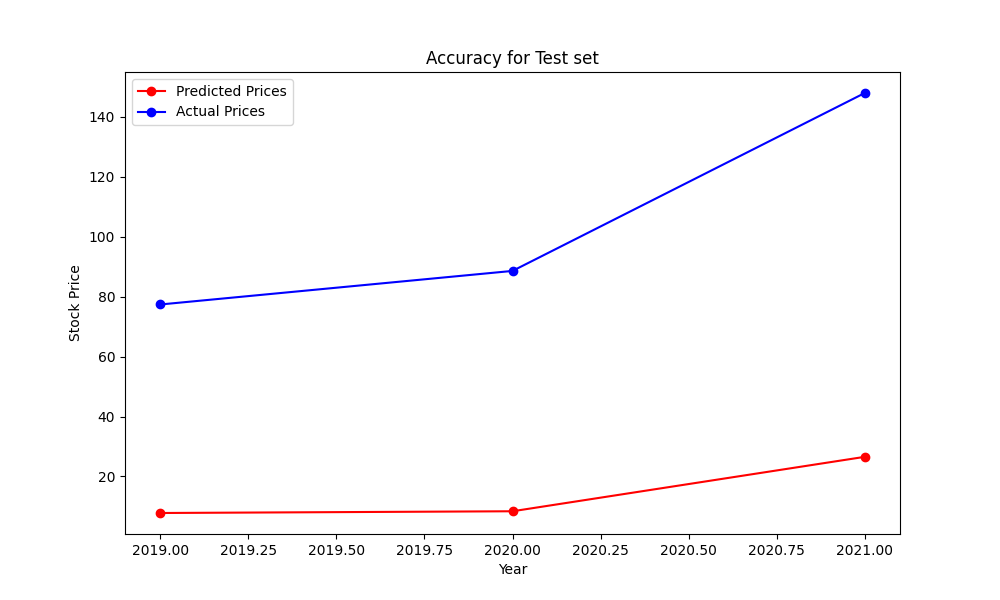 Accuracy for Test set
Predicted Prices
Actual Prices
Stock Price
140
120
100
80
60
40
20
2019.00 2019.25 2019.50 2019.75 2020.00 2020.25 2020.50 2020.75 2021.00
Year